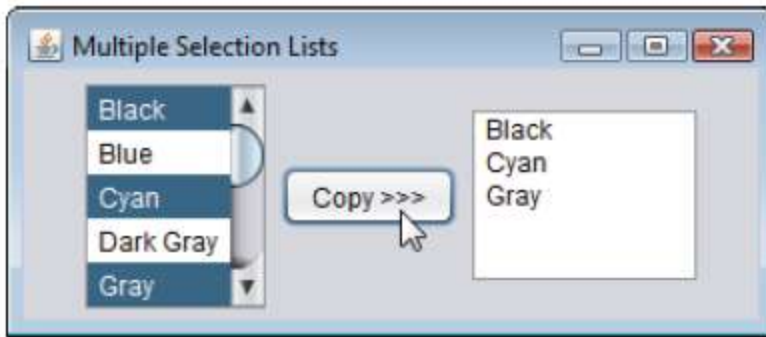 Multiple Selection Lists
Black
Blue
Cyan
Dark Gray
Gray
Copy >>>
Black
Cyan
Gray